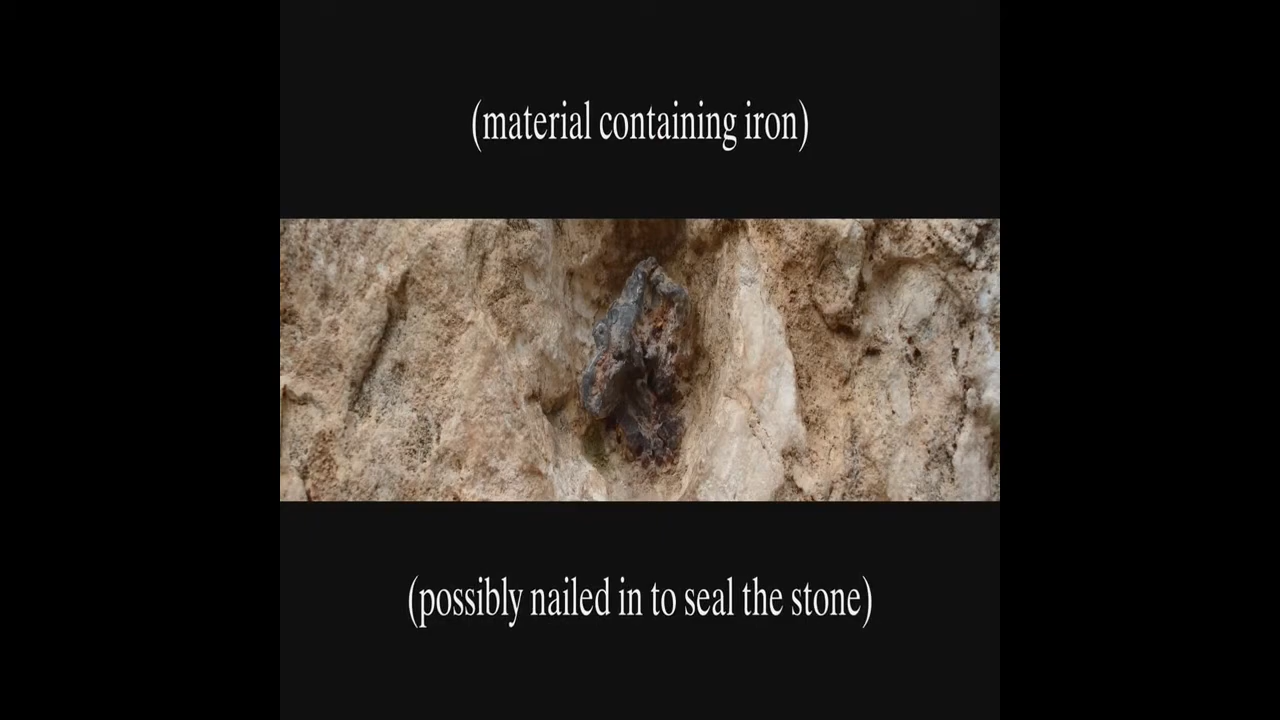 (material containing iron)
(possibly nailed in to seal the stone)